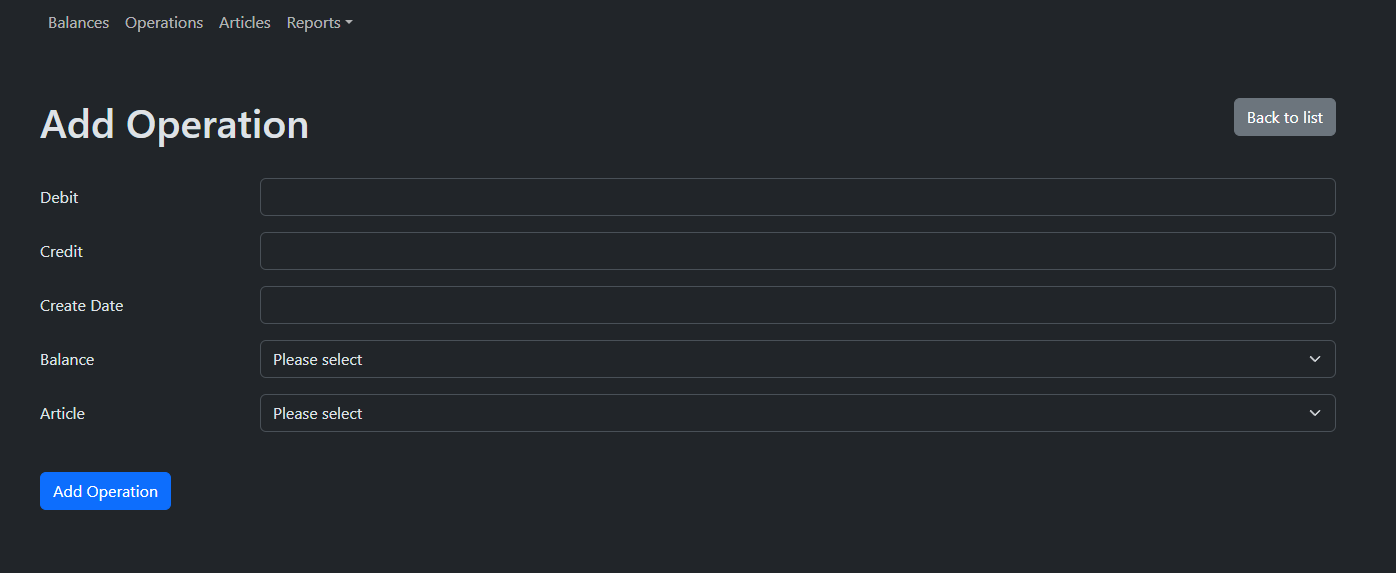 Balances Operations Articles Reports
Add Operation
Back to list
Debit
Credit
Create Date
Balance Please select
Article Please select
Add Operation